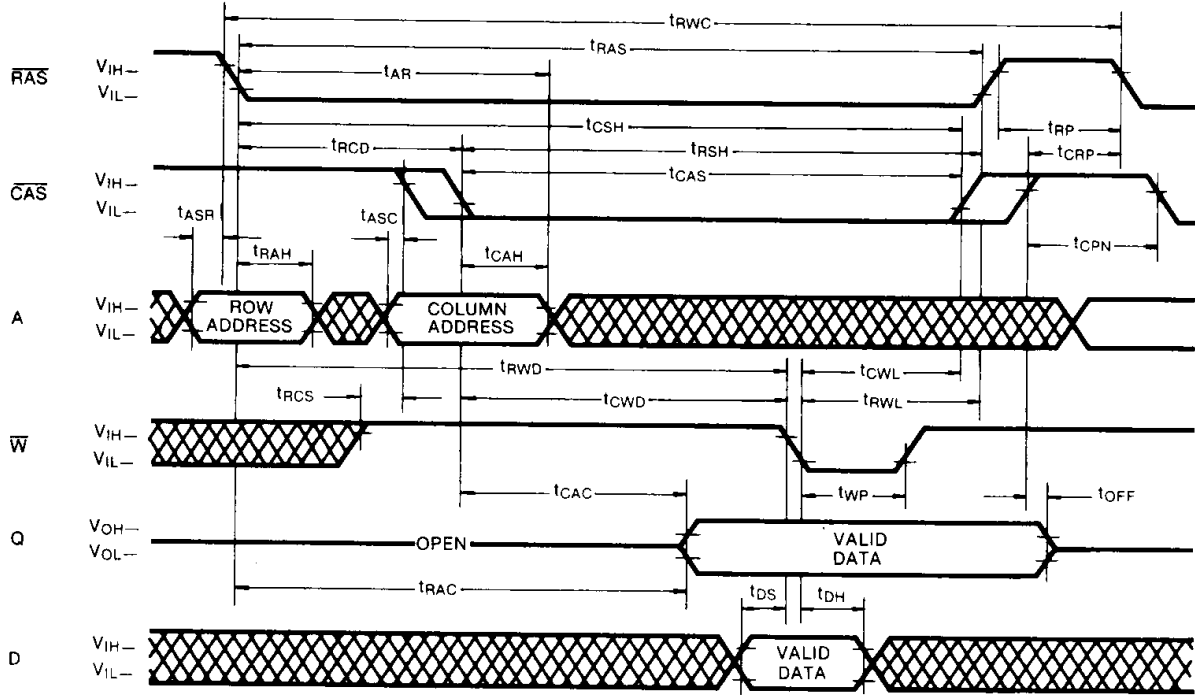 tRWC
tRAS
RAS
VIH—
tAR
VIL—
tCSH
tRP
tRCD
tRSH
tCRP
CAS
VIH—
tCAS
VIL—
tASR
tASC
tRAH
tCAH
tCPN
A
VIH—
VIL—
ROW
ADDRESS
COLUMN
ADDRESS
tRWD
tCWL
tRCS
tCWD
tRWL
W
VIH—
VIL—
tCAC
tWP
tOFF
Q
VOH—
VOL—
OPEN
VALID
DATA
tRAC
tDS
tDH
D
VIH—
VIL—
VALID
DATA